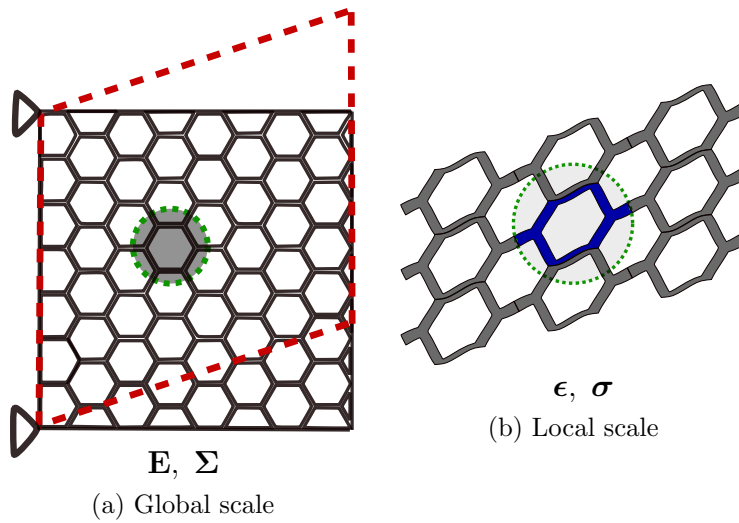 𝐄, 𝚺
(a) Global scale
𝝐, 𝝈
(b) Local scale